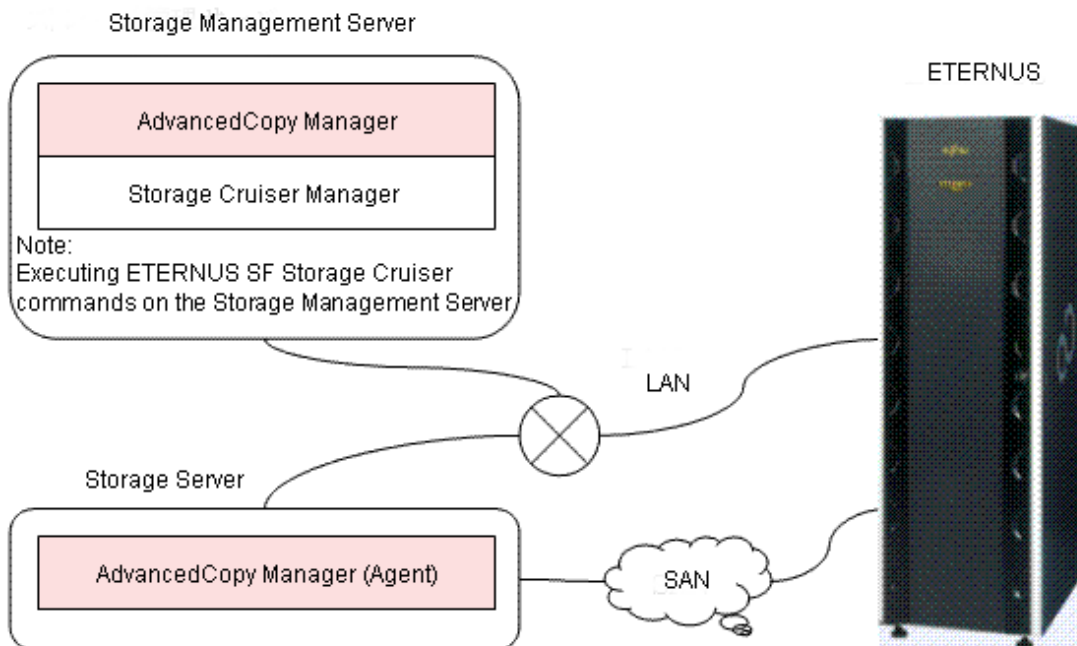 Storage Management Server
AdvancedCopy Manager
Storage Cruiser Manager
Note:
Executing ETERNUS SF Storage Cruiser
commands on the Storage Management Server
ETERNUS
LAN
Storage Server
AdvancedCopy Manager (Agent)
SAN